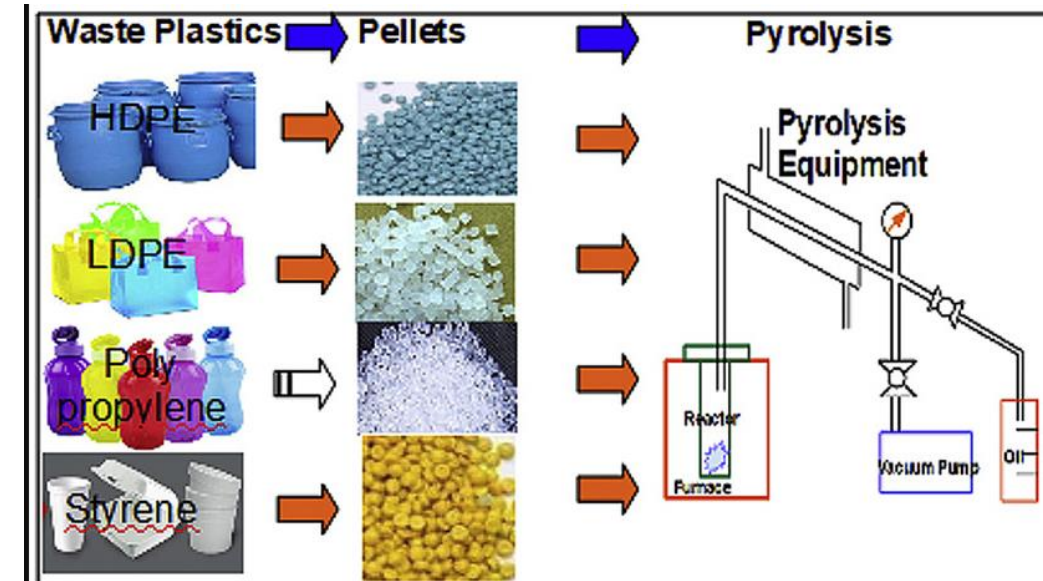 Waste Plastics Pellets Pyrolysis
HDPE
LDPE
Poly
propylene
Styrene
Pyrolysis
Equipment
Reactor
Furnace
Vacuum Pump
Oil